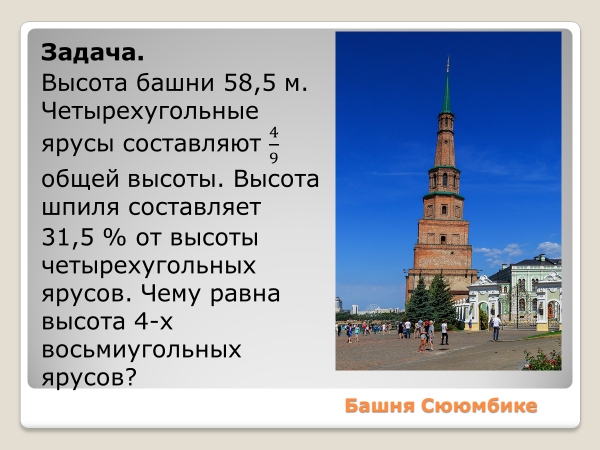 Задача.
Высота башни 58,5 м.
Четырехугольные
ярусы составляют 4/9
общей высоты. Высота
шпиля составляет
31,5 % от высоты
четырехугольных
ярусов. Чему равна
высота 4-х
восьмиугольных
ярусов?
Башня Сююмбике